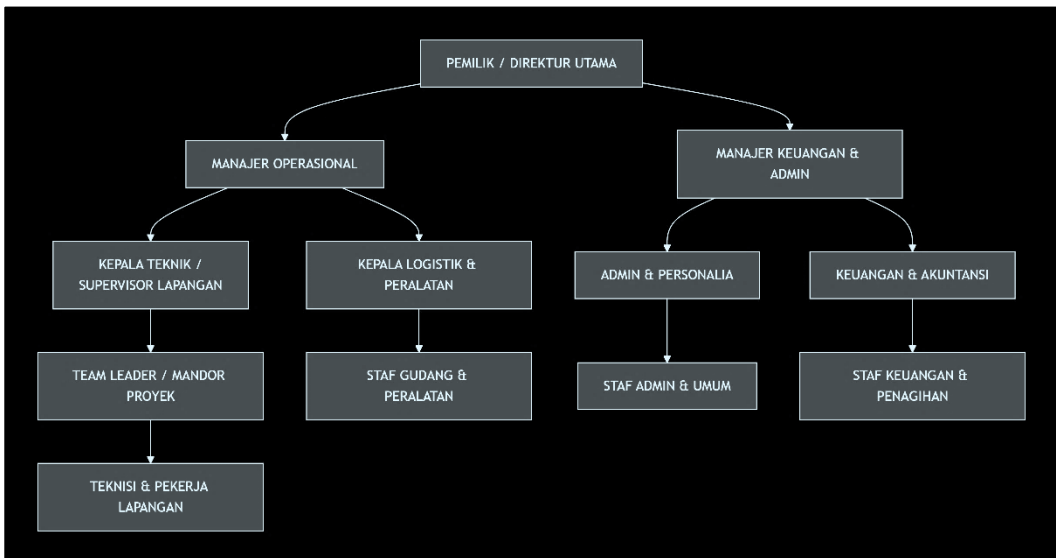 PEMILIK / DIREKTUR UTAMA
MANAJER OPERASIONAL
MANAJER KEUANGAN &
ADMIN
KEPALA TEKNIK /
SUPERVISOR LAPANGAN
KEPALA LOGISTIK &
PERALATAN
ADMIN & PERSONALIA
KEUANGAN & AKUNTANSI
TEAM LEADER / MANDOR
PROYEK
STAF GUDANG &
PERALATAN
STAF ADMIN & UMUM
STAF KEUANGAN &
PENAGIHAN
TEKNISI & PEKERJA
LAPANGAN